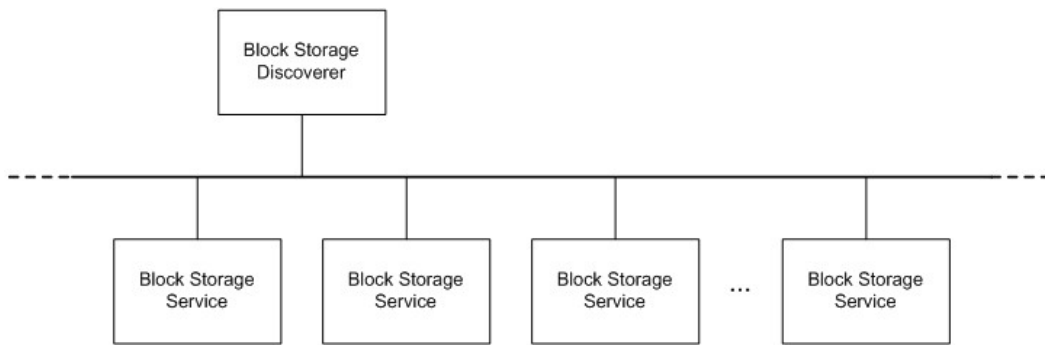 Block Storage
Discoverer
Block Storage
Service
Block Storage
Service
Block Storage
Service
...
Block Storage
Service